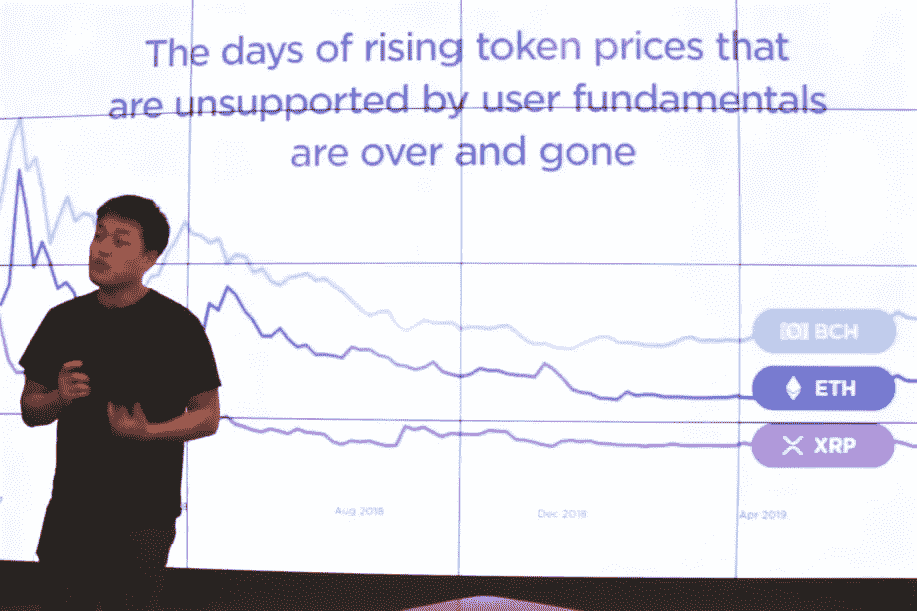 The days of rising token prices that
are unsupported by user fundamentals
are over and gone
BCH
ETH
XRP
Aug 2018
Dec 2018
Apr 2019